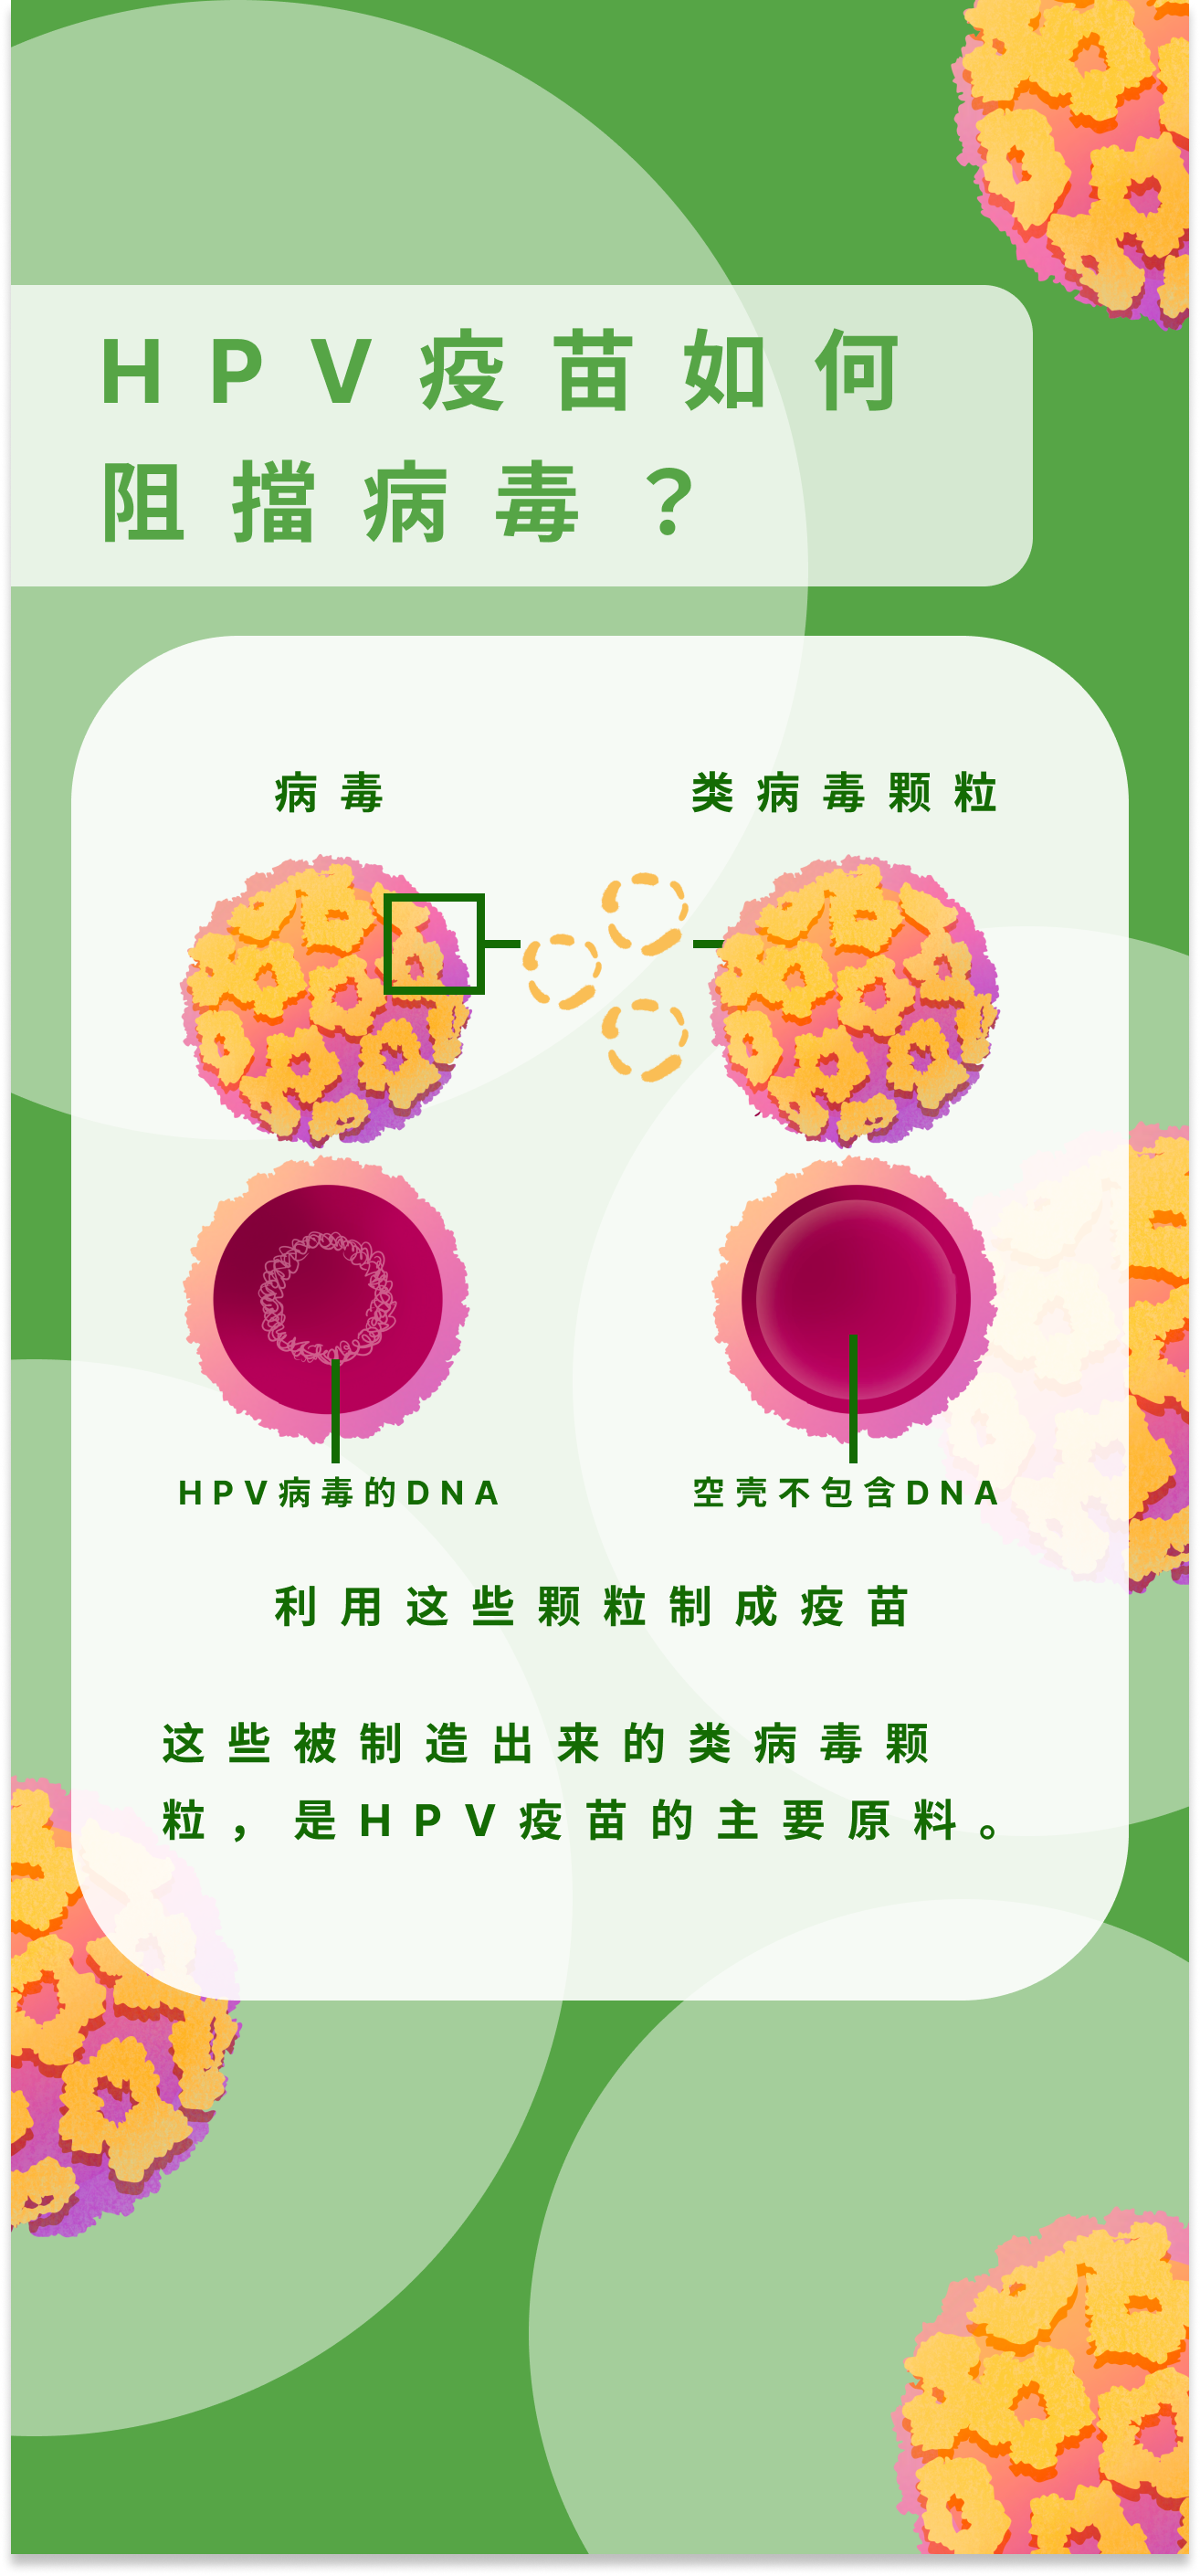 HPV疫苗如何
阻擋病毒？
病毒
类病毒颗粒
HPV病毒的DNA
空壳不包含DNA
利用这些颗粒制成疫苗
这些被制造出来的类病毒颗
粒，是HPV疫苗的主要原料。